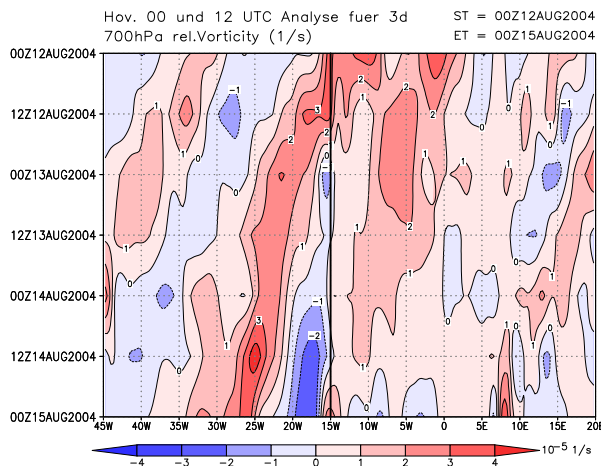 Hov. 00 und 12 UTC Analyse fuer 3d
ST = 00Z12AUG2004
700hPa rel.Vorticity (1/s)
ET = 00Z15AUG2004
00Z12AUG2004
12Z12AUG2004
00Z13AUG2004
12Z13AUG2004
00Z14AUG2004
12Z14AUG2004
00Z15AUG2004
45W 40W 35W 30W 25W 20W 15W 10W 5W 0 5E 10E 15E 20E
-4 -3 -2 -1 0 1 2 3 4 10-5 1/s